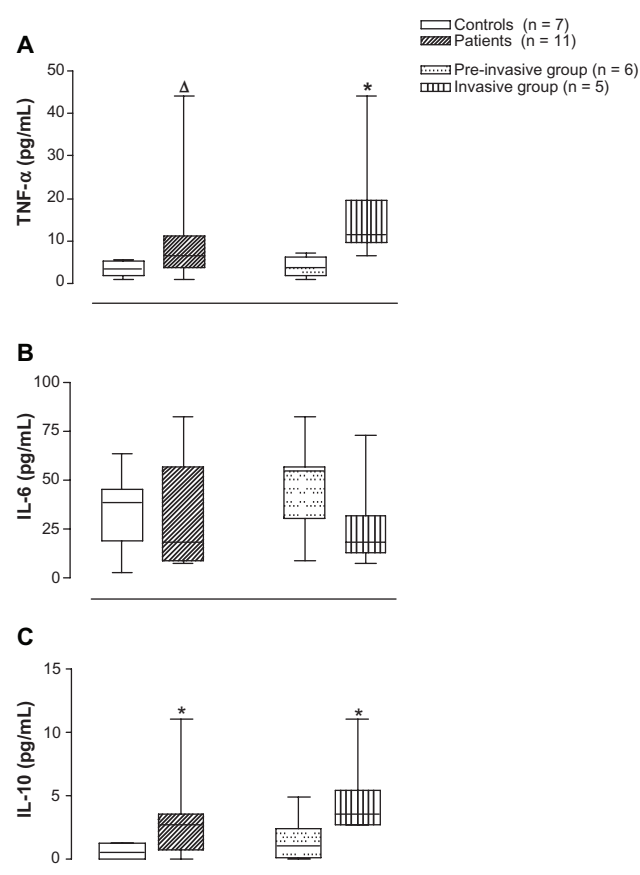 Controls (n = 7)
Patients (n = 11)
Pre-invasive group (n = 6)
Invasive group (n = 5)
A
TNF-α (pg/mL)
50
40
30
20
10
0
Δ
*
B
IL-6 (pg/mL)
100
75
50
25
0
C
IL-10 (pg/mL)
15
10
5
0
*
*